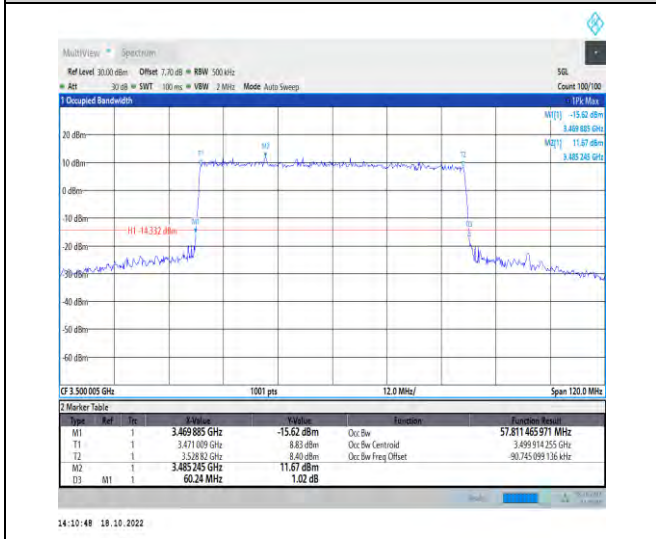 MultiView Spectrum
Ref Level 30.00 dBm Offset 7.70 dB RBW 500 kHz SGL
Att 30 dB SWT 100 ms VBW 2 MHz Mode Auto Sweep Count 100/100
1 Occupied Bandwidth 1Pk Max
M1[1] -15.62 dBm
3.469 885 GHz
M2[1] 11.67 dBm
3.485 245 GHz
20 dBm
M2
T1
T2
10 dBm
0 dBm
-10 dBm
M1
D3
H1 -14.332 dBm
-20 dBm
-30 dBm
-40 dBm
-50 dBm
-60 dBm
CF 3.500 005 GHz 1001 pts 12.0 MHz/ Span 120.0 MHz
2 Marker Table
Type Ref Trc X-Value Y-Value Function Function Result
M1 1 3.469 885 GHz -15.62 dBm Occ Bw 57.811 465 971 MHz
T1 1 3.471 009 GHz 8.83 dBm Occ Bw Centroid 3.499 914 255 GHz
T2 1 3.528 82 GHz 8.40 dBm Occ Bw Freq Offset -90.745 099 136 kHz
M2 1 3.485 245 GHz 11.67 dBm
D3 M1 1 60.24 MHz 1.02 dB
14:10:48 18.10.2022